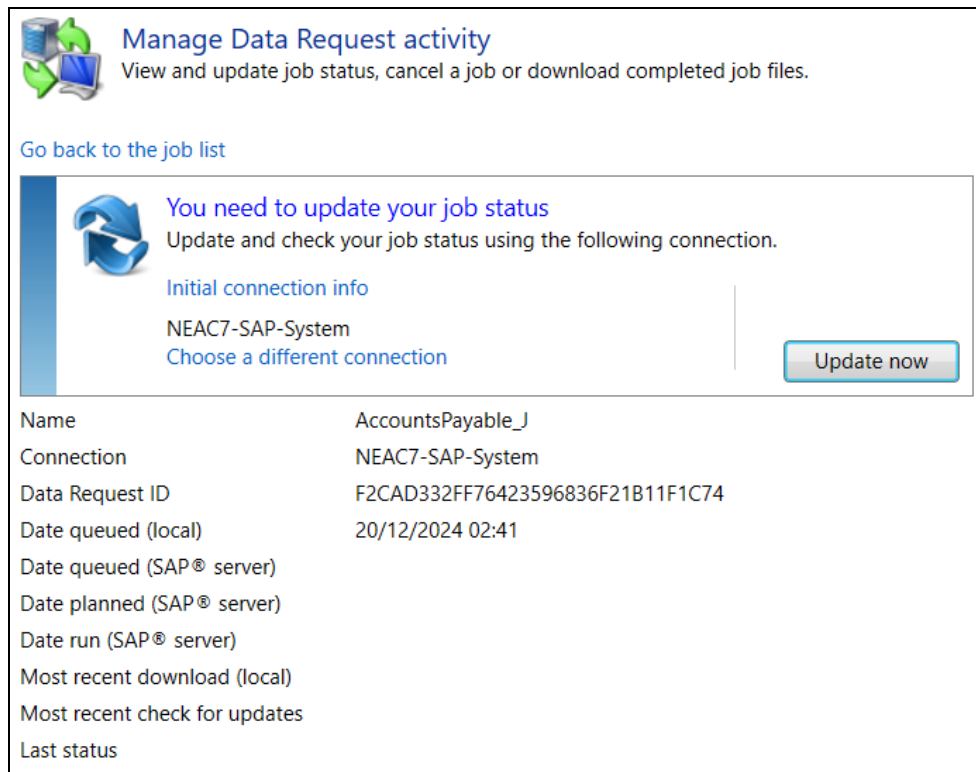 Manage Data Request activity
View and update job status, cancel a job or download completed job files.
Go back to the job list
You need to update your job status
Update and check your job status using the following connection.
Initial connection info
NEAC7-SAP-System
Choose a different connection
Update now
Name AccountsPayable_J
Connection NEAC7-SAP-System
Data Request ID F2CAD332FF76423596836F21B11F1C74
Date queued (local) 20/12/2024 02:41
Date queued (SAP® server)
Date planned (SAP® server)
Date run (SAP® server)
Most recent download (local)
Most recent check for updates
Last status